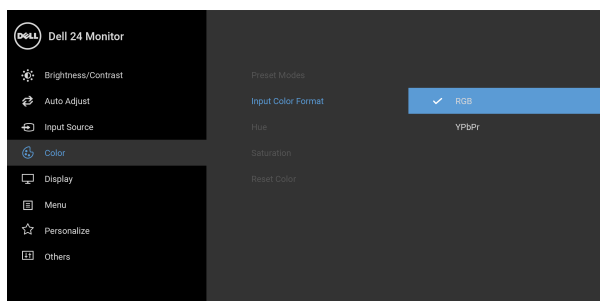 DELL Dell 24 Monitor
Brightness/Contrast
Auto Adjust
Input Source
Color
Display
Menu
Personalize
Others
Preset Modes
Input Color Format
Hue
Saturation
Reset Color
RGB
YPbPr